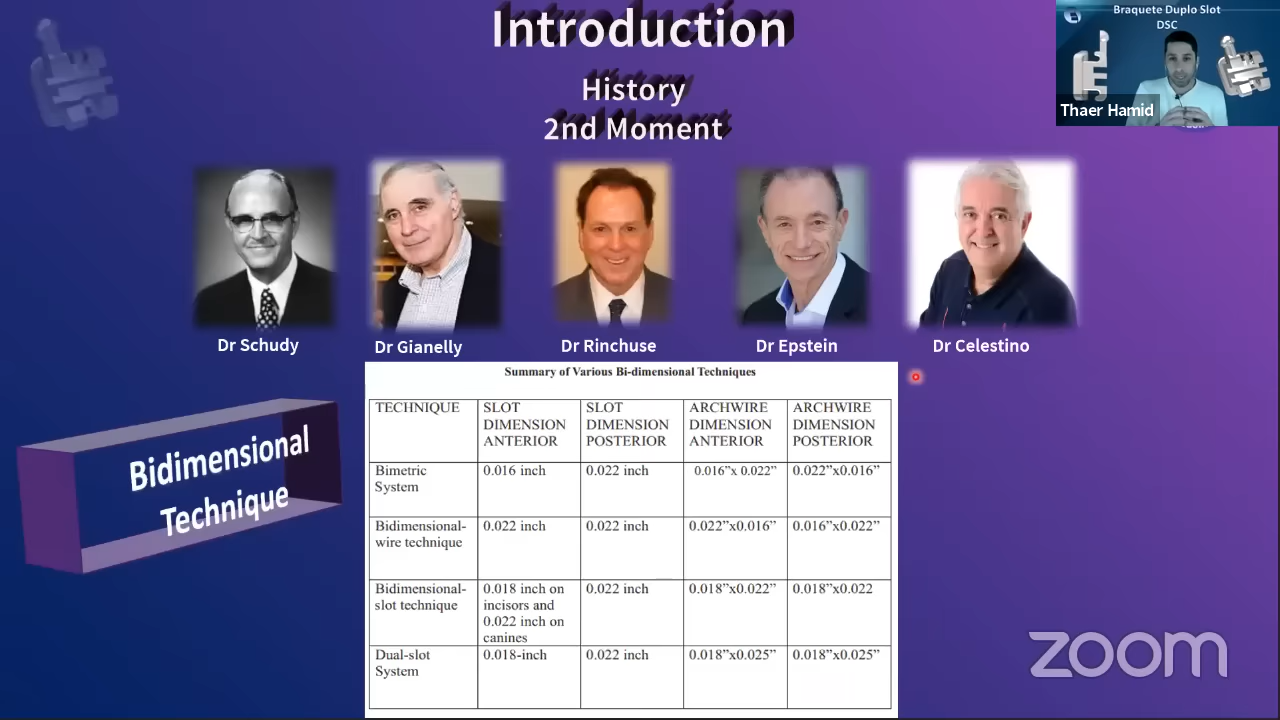 Introduction
History
2nd Moment
Braquete Duplo Slot
DSC
Thaer Hamid
Dr Schudy
Dr Gianelly
Dr Rinchuse
Dr Epstein
Dr Celestino
Bidimensional
Technique
Summary of Various Bi-dimensional Techniques
TECHNIQUE
SLOT
DIMENSION
ANTERIOR
SLOT
DIMENSION
POSTERIOR
ARCHWIRE
DIMENSION
ANTERIOR
ARCHWIRE
DIMENSION
POSTERIOR
Bimetric
System
0.016 inch
0.022 inch
0.016”x 0.022”
0.022”x0.016”
Bidimensional-
wire technique
0.022 inch
0.022 inch
0.022”x0.016”
0.016”x0.022”
Bidimensional-
slot technique
0.018 inch on
incisors and
0.022 inch on
canines
0.022 inch
0.018”x0.022”
0.018”x0.022
Dual-slot
System
0.018-inch
0.022 inch
0.018”x0.025”
0.018”x0.025”
zoom